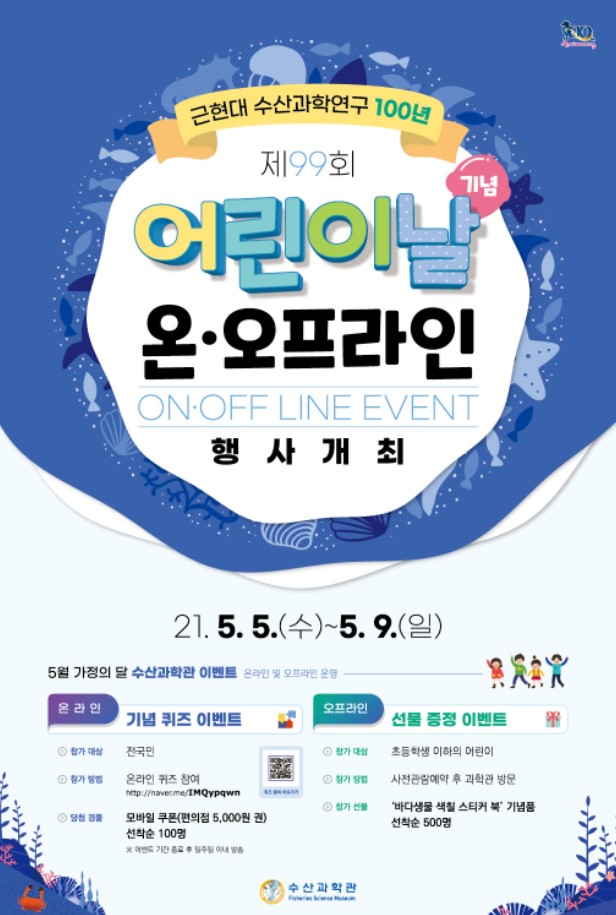 100
Anniversary
근현대 수산과학연구 100년
제99회
기념
어린이날
온·오프라인
ON·OFF LINE EVENT
행사개최
21. 5. 5.(수)~5. 9.(일)
5월 가정의 달 수산과학관 이벤트 온라인 및 오프라인 운영
온 라 인
기념 퀴즈 이벤트
참가 대상 전국민
참가 방법 온라인 퀴즈 참여
http://naver.me/IMQypqwn
당첨 경품 모바일 쿠폰(편의점 5,000원 권)
선착순 100명
※ 이벤트 기간 종료 후 일주일 이내 발송
오프라인
선물 증정 이벤트
참가 대상 초등학생 이하의 어린이
참가 방법 사전관람예약 후 과학관 방문
참가 선물 '바다생물 색칠 스티커 북' 기념품
선착순 500명
수산과학관
Fisheries Science Museum